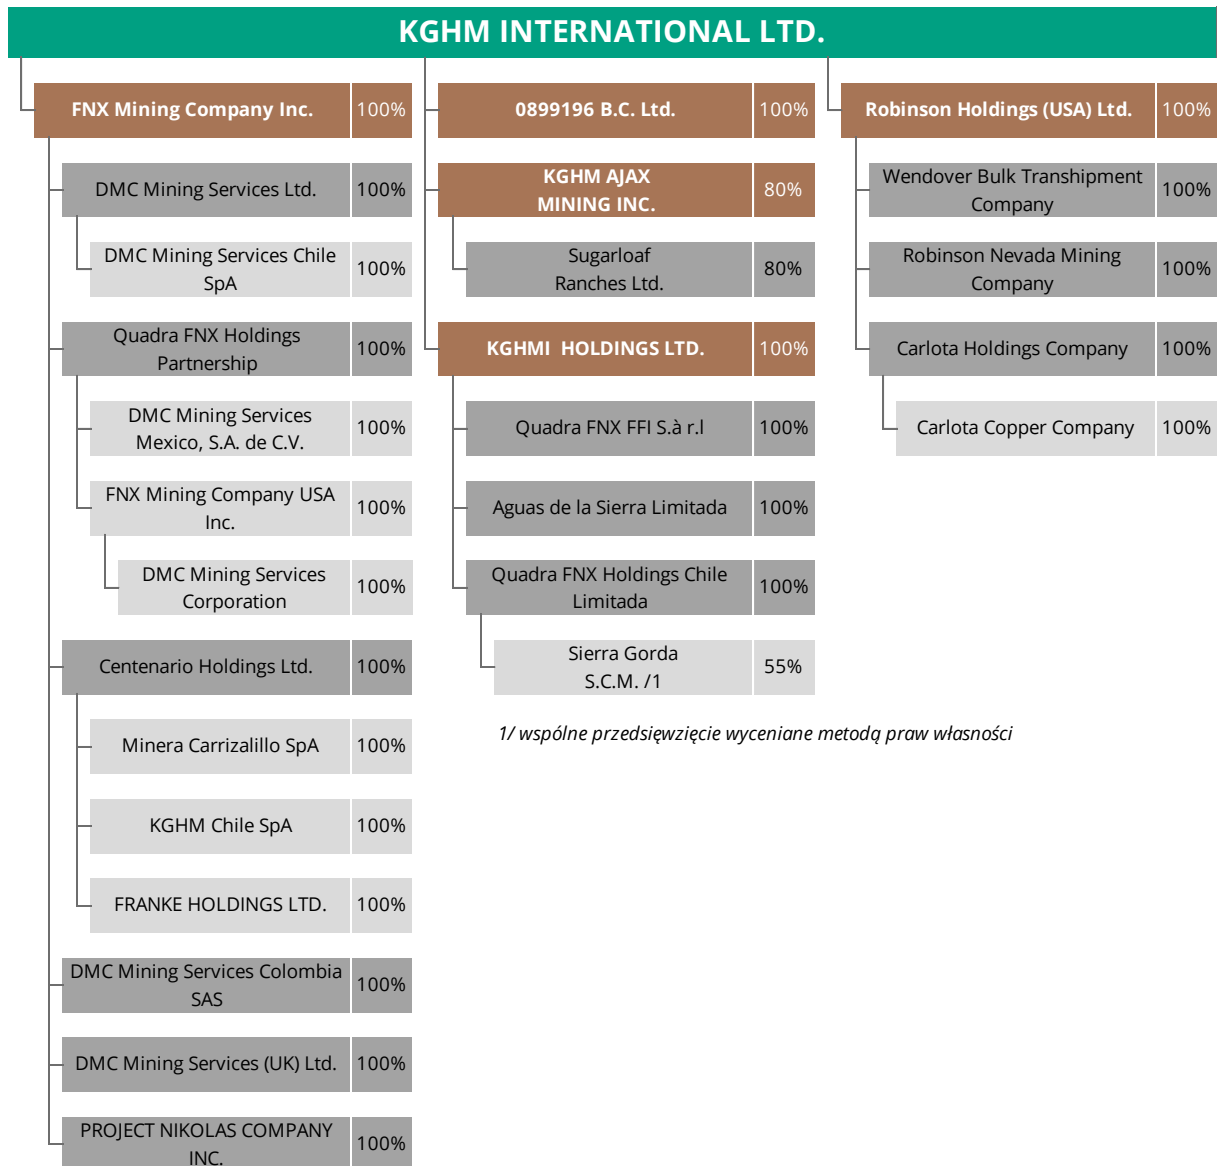 KGHM INTERNATIONAL LTD.
FNX Mining Company Inc. 100%
DMC Mining Services Ltd. 100%
DMC Mining Services Chile
SpA
100%
Quadra FNX Holdings
Partnership
100%
DMC Mining Services
Mexico, S.A. de C.V.
100%
FNX Mining Company USA
Inc.
100%
DMC Mining Services
Corporation
100%
Centenario Holdings Ltd. 100%
Minera Carrizalillo SpA 100%
KGHM Chile SpA 100%
FRANKE HOLDINGS LTD. 100%
DMC Mining Services Colombia
SAS
100%
DMC Mining Services (UK) Ltd. 100%
PROJECT NIKOLAS COMPANY
INC.
100%
0899196 B.C. Ltd. 100%
KGHM AJAX
MINING INC.
80%
Sugarloaf
Ranches Ltd.
80%
KGHMI HOLDINGS LTD. 100%
Quadra FNX FFI S.à r.l 100%
Aguas de la Sierra Limitada 100%
Quadra FNX Holdings Chile
Limitada
100%
Sierra Gorda
S.C.M. /1
55%
1/ wspólne przedsięwzięcie wyceniane metodą praw własności
Robinson Holdings (USA) Ltd. 100%
Wendover Bulk Transhipment
Company
100%
Robinson Nevada Mining
Company
100%
Carlota Holdings Company 100%
Carlota Copper Company 100%